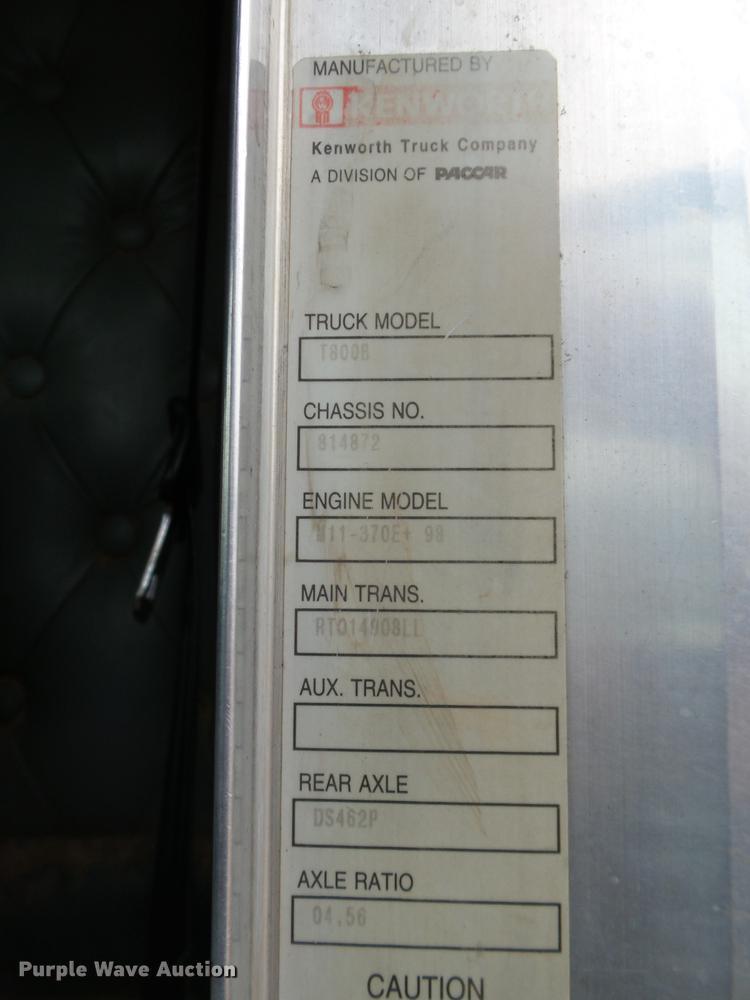 MANUFACTURED BY
KENWORTH
Kenworth Truck Company
A DIVISION OF PACCAR
TRUCK MODEL
T800B
CHASSIS NO.
814872
ENGINE MODEL
M11-370E+ 98
MAIN TRANS.
RTO14908LL
AUX. TRANS.
REAR AXLE
DS462P
AXLE RATIO
04.56
CAUTION
Purple Wave Auction